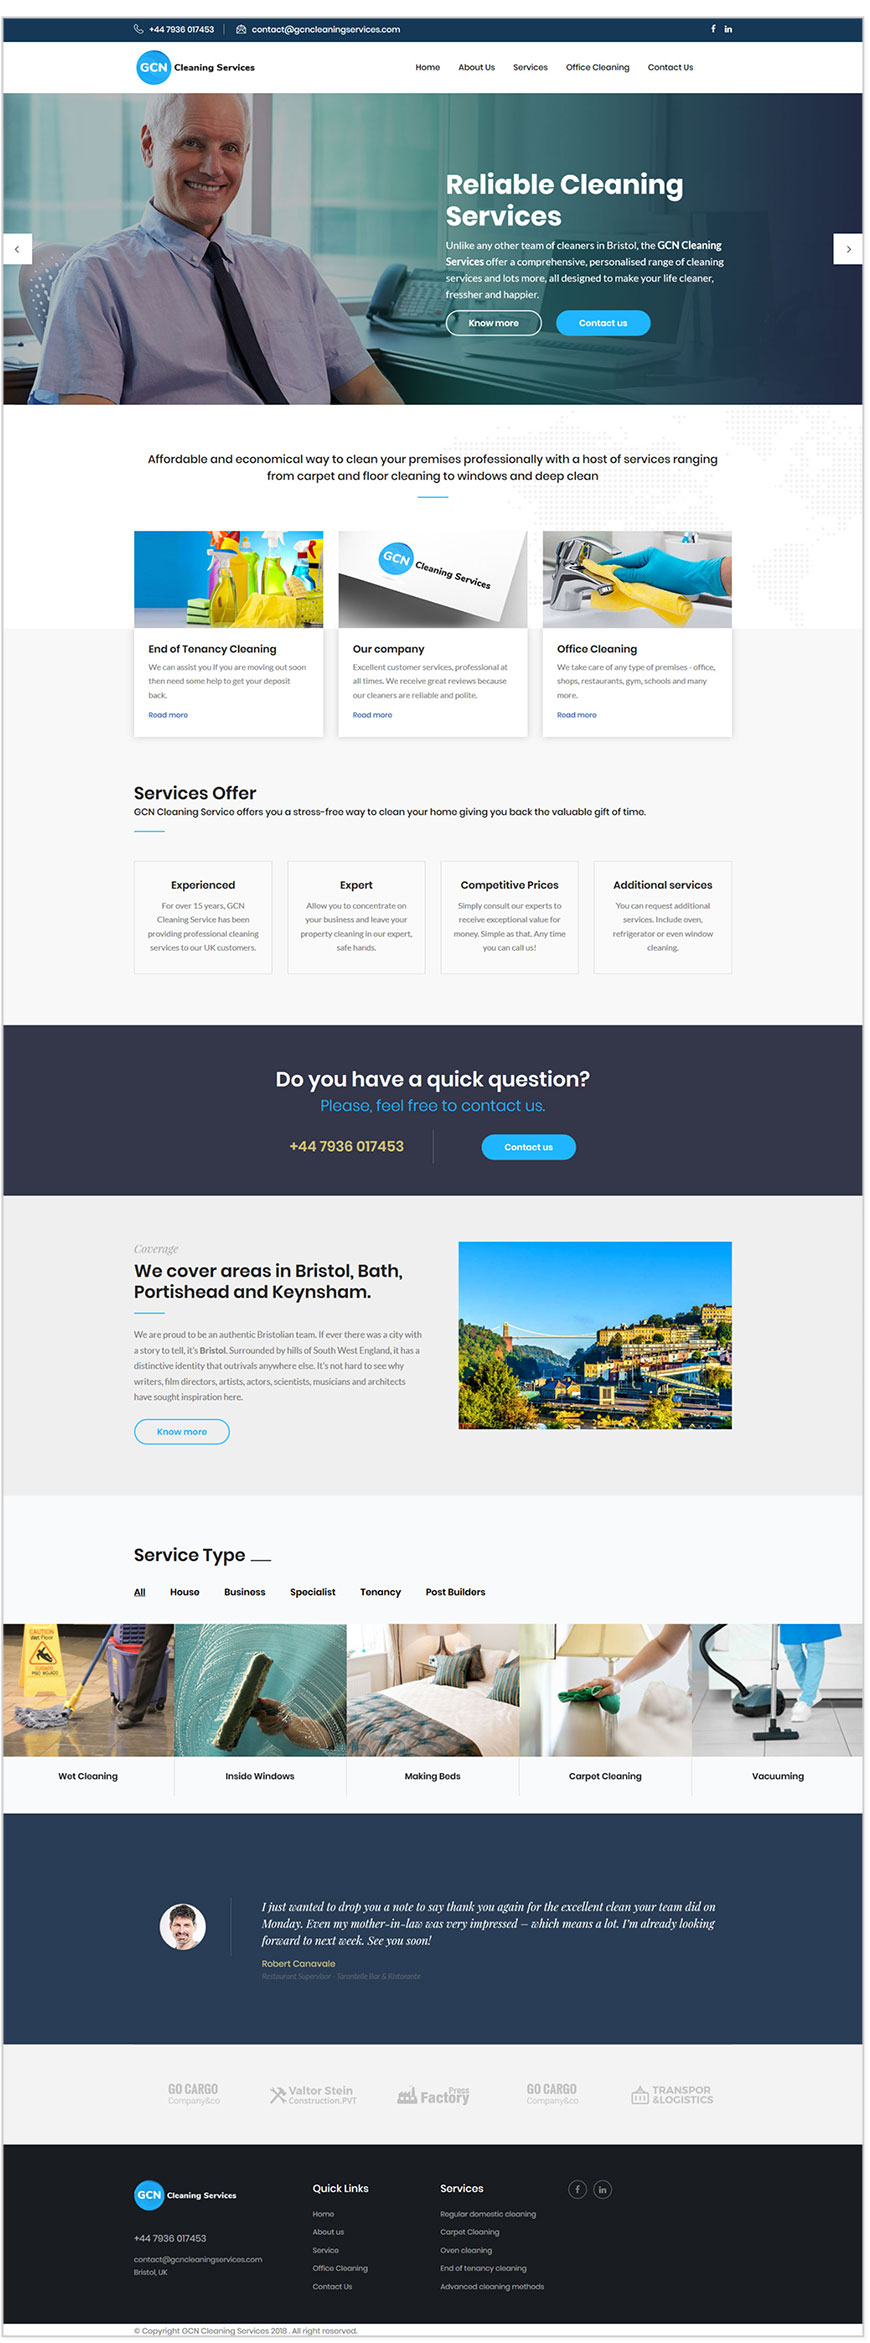 +44 7936 017453
contact@gcncleaningservices.com
GCN Cleaning Services
Home About Us Services Office Cleaning Contact Us
Reliable Cleaning
Services
Unlike any other team of cleaners in Bristol, the GCN Cleaning
Services offer a comprehensive, personalised range of cleaning
services and lots more, all designed to make your life cleaner,
fressher and happier.
Know more
Contact us
Affordable and economical way to clean your premises professionally with a host of services ranging
from carpet and floor cleaning to windows and deep clean
GCN Cleaning Services
End of Tenancy Cleaning
We can assist you If you are moving out soon
then need some help to get your deposit
back.
Read more
Our company
Excellent customer services, professional at
all times. We receive great reviews because
our cleaners are reliable and polite.
Read more
Office Cleaning
We take care of any type of premises - office,
shops, restaurants, gym, schools and many
more.
Read more
Services Offer
GCN Cleaning Service offers you a stress-free way to clean your home giving you back the valuable gift of time.
Experienced
For over 15 years, GCN
Cleaning Service has been
providing professional cleaning
services to our UK customers.
Expert
Allow you to concentrate on
your business and leave your
property cleaning in our expert,
safe hands.
Competitive Prices
Simply consult our experts to
receive exceptional value for
money. Simple as that. Any time
you can call us!
Additional services
You can request additional
services. Include oven,
refrigerator or even window
cleaning.
Do you have a quick question?
Please, feel free to contact us.
+44 7936 017453
Contact us
Coverage
We cover areas in Bristol, Bath,
Portishead and Keynsham.
We are proud to be an authentic Bristolian team. If ever there was a city with
a story to tell, it's Bristol. Surrounded by hills of South West England, it has a
distinctive identity that outrivals anywhere else. It's not hard to see why
writers, film directors, artists, actors, scientists, musicians and architects
have sought inspiration here.
Know more
Service Type
All House Business Specialist Tenancy Post Builders
CAUTION
Wet Floor
CUIDADO
PISO MOJADO
Wet Cleaning
Inside Windows
Making Beds
Carpet Cleaning
Vacuuming
I just wanted to drop you a note to say thank you again for the excellent clean your team did on
Monday. Even my mother-in-law was very impressed – which means a lot. I'm already looking
forward to next week. See you soon!
Robert Canavale
Restaurant Supervisor - Tarantelle Bar & Ristorante
GO CARGO
Company&co
Valtor Stein
Construction.PVT
Press
Factory
GO CARGO
Company&co
TRANSPOR
&LOGISTICS
GCN Cleaning Services
+44 7936 017453
contact@gcncleaningservices.com
Bristol, UK
Quick Links
Home
About us
Service
Office Cleaning
Contact Us
Services
Regular domestic cleaning
Carpet Cleaning
Oven cleaning
End of tenancy cleaning
Advanced cleaning methods
© Copyright GCN Cleaning Services 2018 . All right reserved.